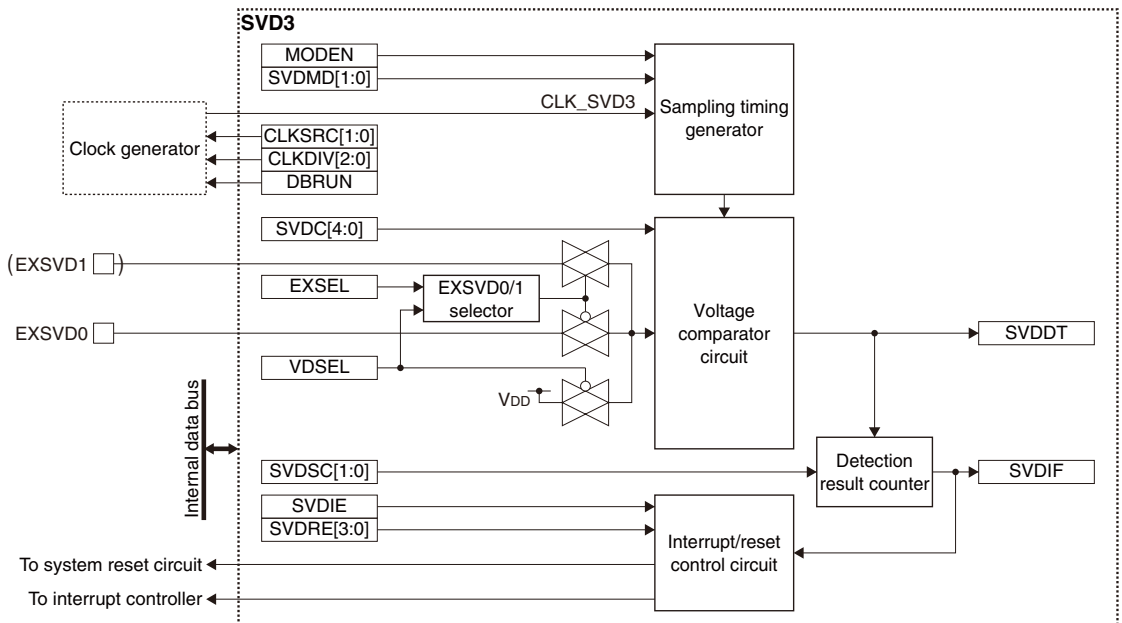 SVD3
MODEN
SVDMD[1:0]
CLK_SVD3
Sampling timing
generator
Clock generator
CLKSRC[1:0]
CLKDIV[2:0]
DBRUN
SVDC[4:0]
(EXSVD1 )
EXSEL
EXSVD0/1
selector
Voltage
comparator
circuit
EXSVD0
SVDDT
VDSEL
VDD
Internal data bus
SVDSC[1:0]
Detection
result counter
SVDIF
SVDIE
SVDRE[3:0]
Interrupt/reset
control circuit
To system reset circuit
To interrupt controller